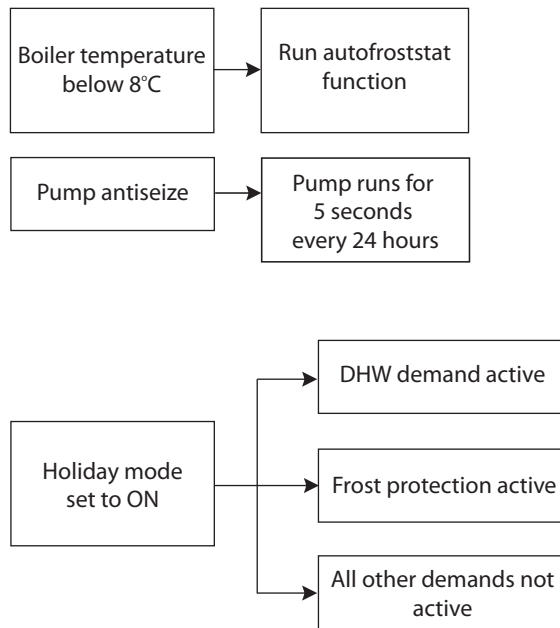 Boiler temperature
below 8°C
Run autofroststat
function
Pump antiseize
Pump runs for
5 seconds
every 24 hours
DHW demand active
Holiday mode
set to ON
Frost protection active
All other demands not
active